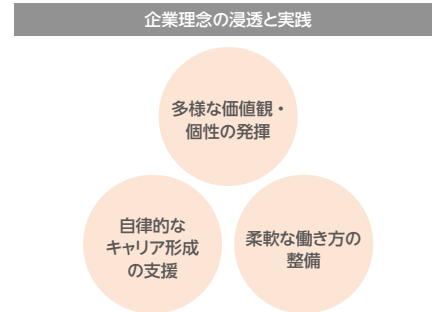 企業理念の浸透と実践
多様な価値観・
個性の発揮
自律的な
キャリア形成
の支援
柔軟な働き方の
整備